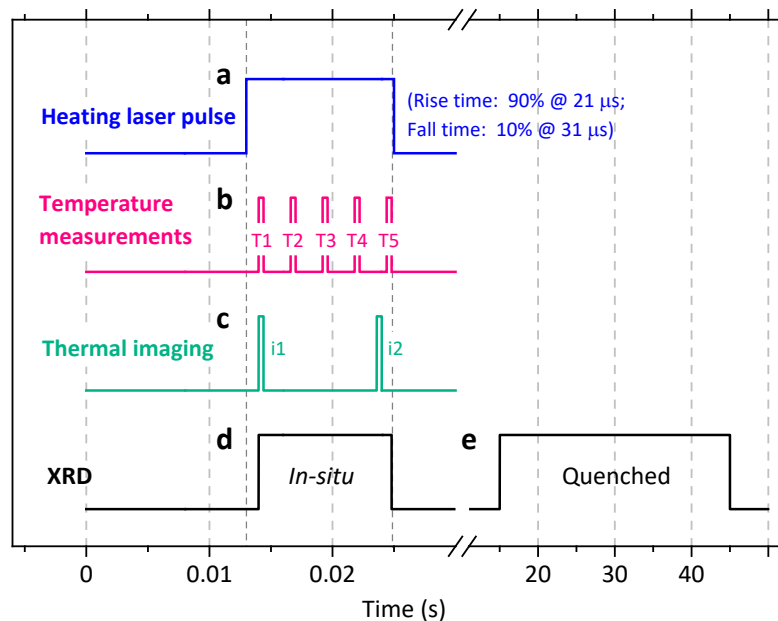 a
Heating laser pulse
(Rise time: 90% @ 21 μs;
Fall time: 10% @ 31 μs)
b
Temperature
measurements
T1 T2 T3 T4 T5
c
Thermal imaging
i1
i2
d
e
XRD
In-situ
Quenched
0 0.01 0.02 20 30 40
Time (s)